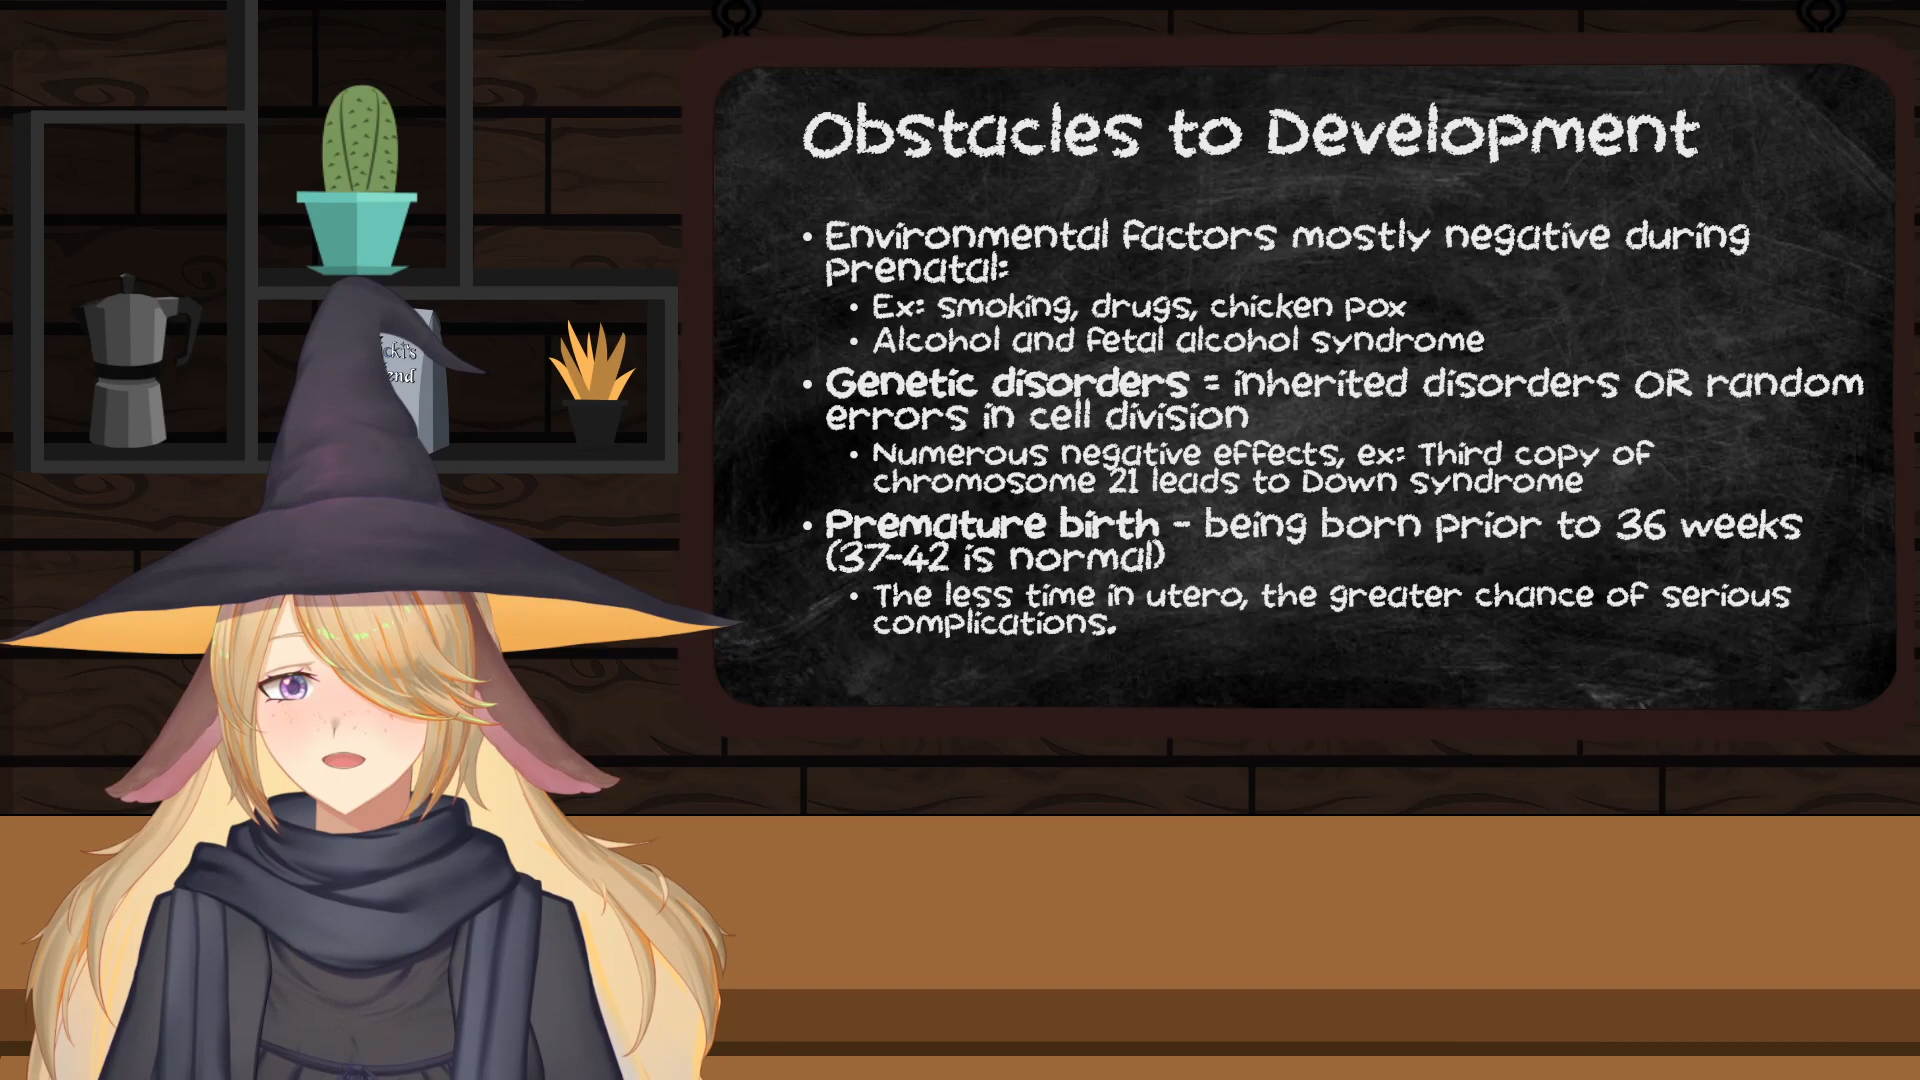 Obstacles to Development
• Environmental factors mostly negative during
prenatal:
• Ex: smoking, drugs, chicken pox
• Alcohol and fetal alcohol syndrome
• Genetic disorders = inherited disorders OR random
errors in cell division
• Numerous negative effects, ex: Third copy of
chromosome 21 leads to Down syndrome
• Premature birth - being born prior to 36 weeks
(37-42 is normal)
• The less time in utero, the greater chance of serious
complications.